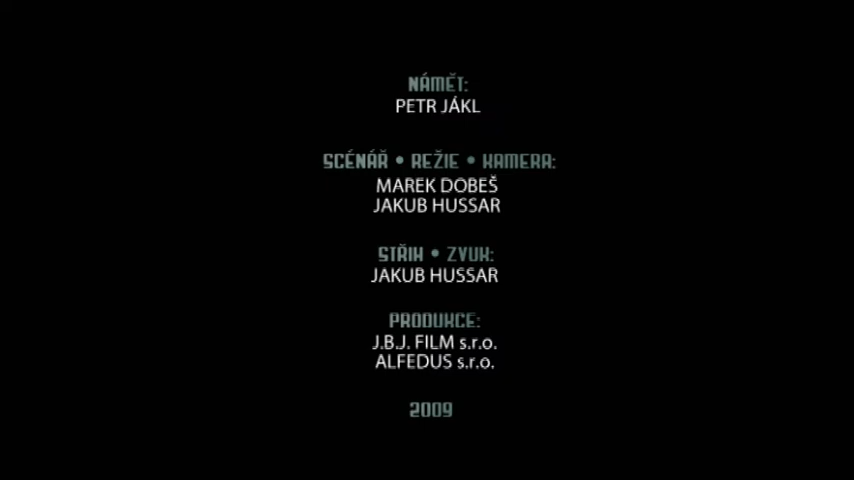 NÁMĚT:
PETR JÁKL
SCÉNÁŘ • REŽIE • KAMERA:
MAREK DOBEŠ
JAKUB HUSSAR
STŘIH • ZVUK:
JAKUB HUSSAR
PRODUKCE:
J.B.J. FILM s.r.o.
ALFEDUS s.r.o.
2009